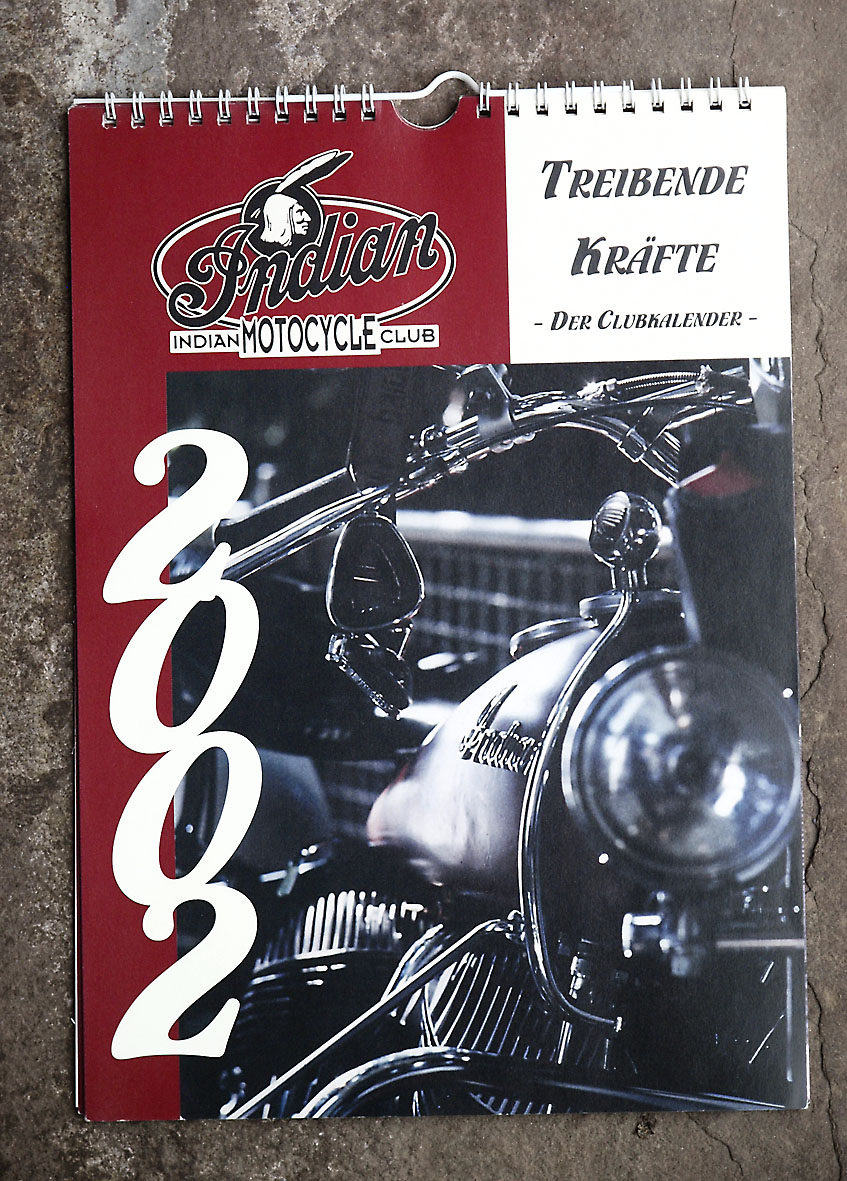 Indian
INDIAN MOTOCYCLE CLUB
TREIBENDE
KRÄFTE
- DER CLUBKALENDER -
2002
Indian